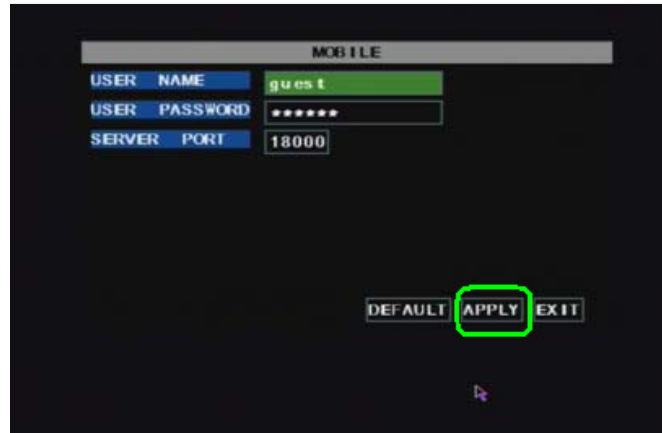 MOBILE
USER NAME guest
USER PASSWORD ******
SERVER PORT 18000
DEFAULT APPLY EXIT